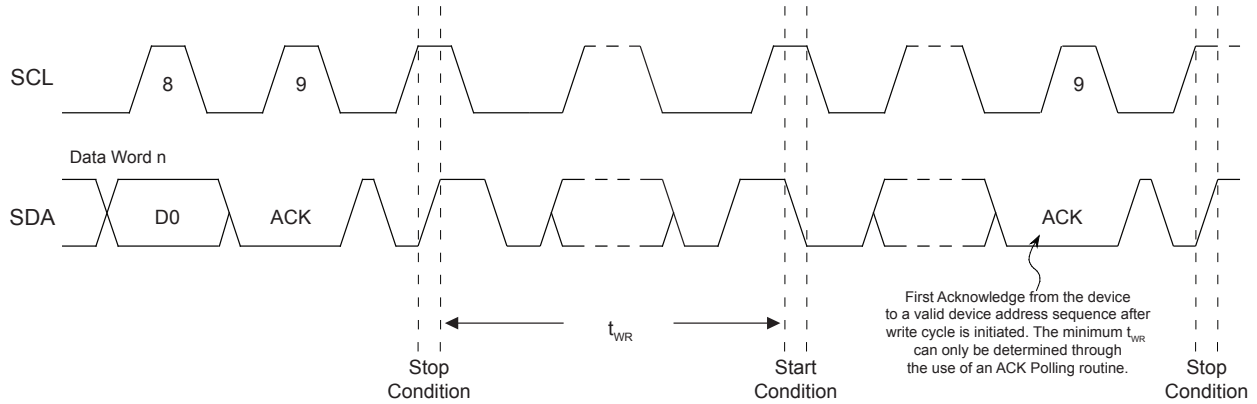 SCL
8
9
9
Data Word n
SDA
D0
ACK
ACK
First Acknowledge from the device
to a valid device address sequence after
write cycle is initiated. The minimum tWR
can only be determined through
the use of an ACK Polling routine.
tWR
Stop
Condition
Start
Condition
Stop
Condition